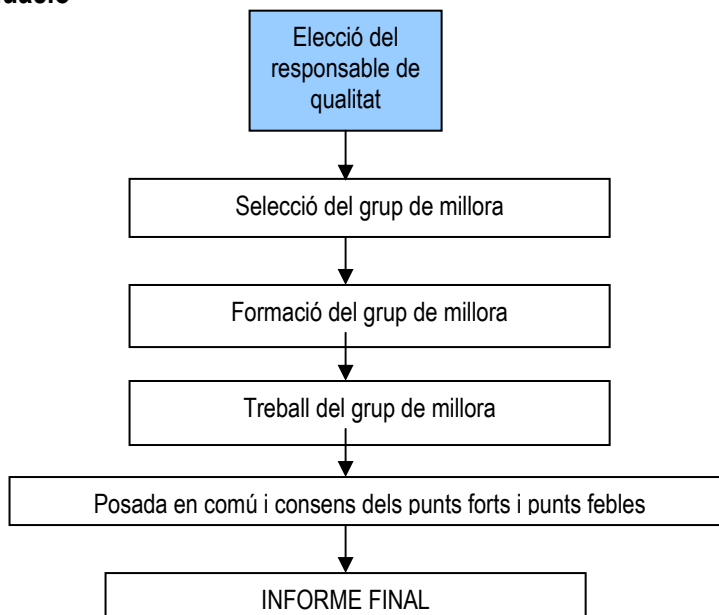 Elecció del
responsable de
qualitat
Selecció del grup de millora
Formació del grup de millora
Treball del grup de millora
Posada en comú i consens dels punts forts i punts febles
INFORME FINAL